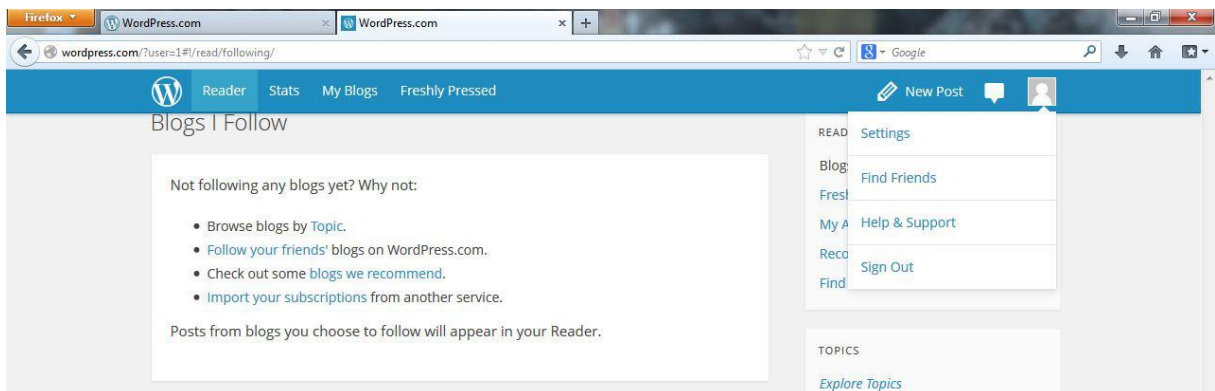 Firefox
WordPress.com
WordPress.com
wordpress.com/?user=1#!/read/following/
Google
Reader Stats My Blogs Freshly Pressed New Post
Blogs I Follow
Not following any blogs yet? Why not:
Browse blogs by Topic.
Follow your friends' blogs on WordPress.com.
Check out some blogs we recommend.
Import your subscriptions from another service.
Posts from blogs you choose to follow will appear in your Reader.
READ
Blog
Fresh
My A
Reco
Find
Settings
Find Friends
Help & Support
Sign Out
TOPICS
Explore Topics